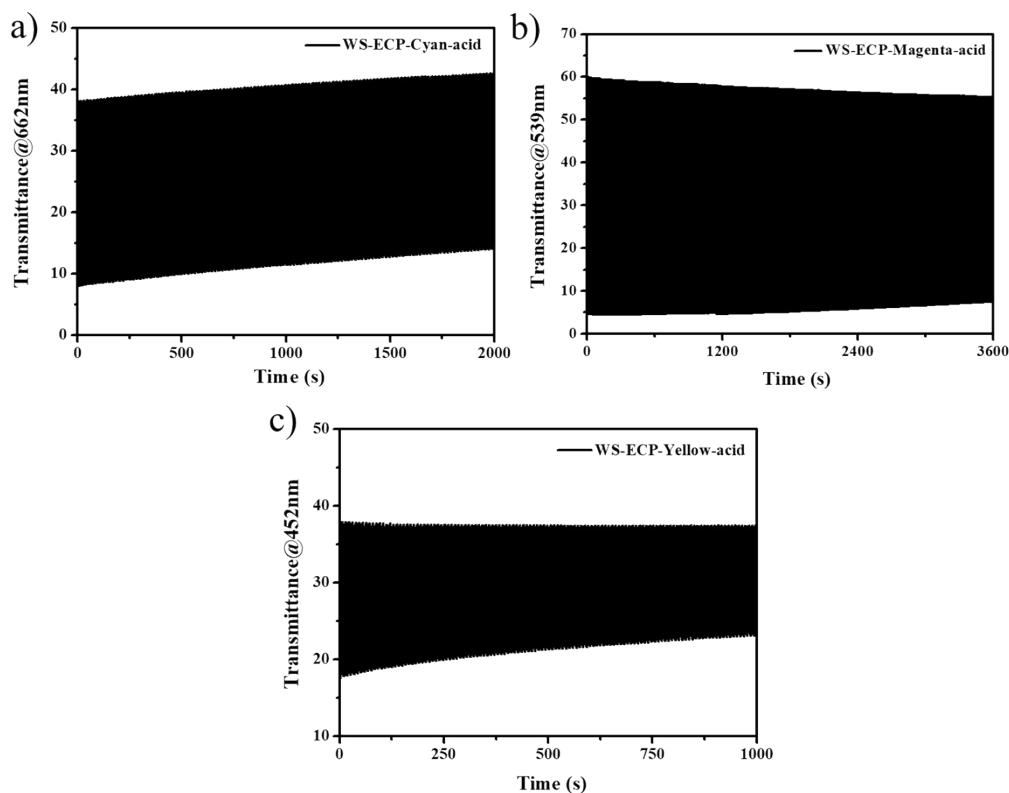 a)
WS-ECP-Cyan-acid
Transmittance@662nm
50
40
30
20
10
0
0 500 1000 1500 2000
Time (s)
b)
WS-ECP-Magenta-acid
Transmittance@539nm
70
60
50
40
30
20
10
0
0 1200 2400 3600
Time (s)
c)
WS-ECP-Yellow-acid
Transmittance@452nm
50
40
30
20
10
0 250 500 750 1000
Time (s)